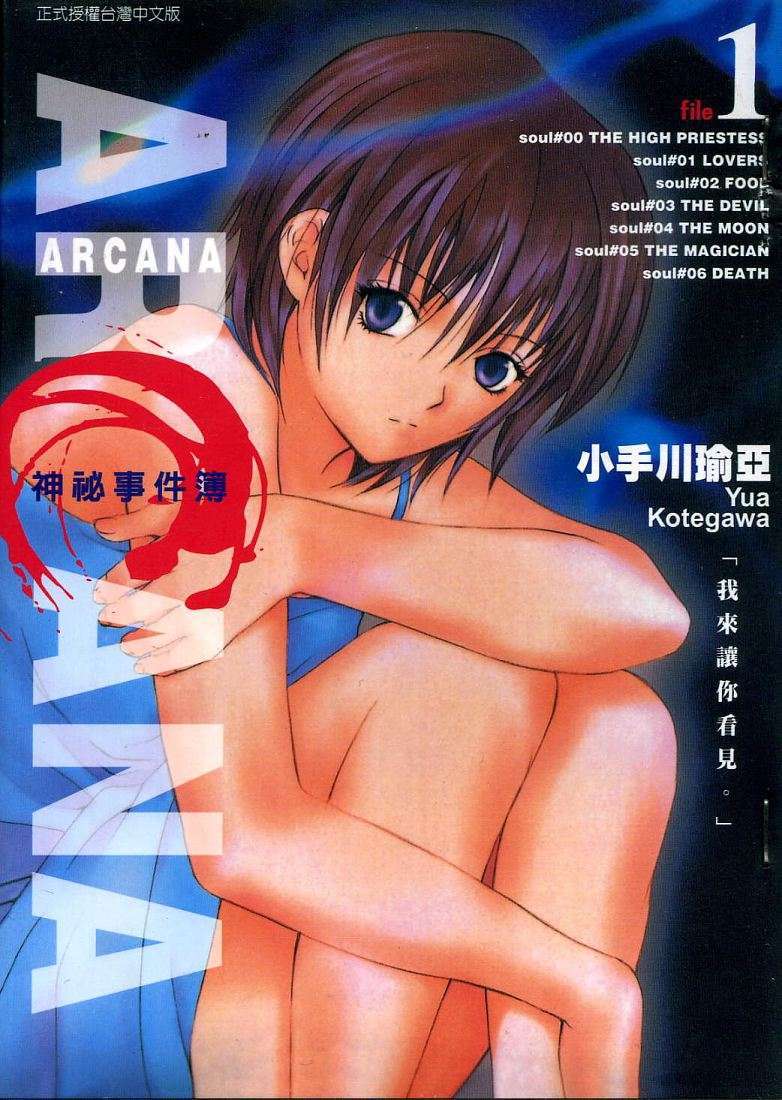 正式授權台灣中文版
file 1
soul#00 THE HIGH PRIESTESS
soul#01 LOVERS
soul#02 FOOL
soul#03 THE DEVIL
soul#04 THE MOON
soul#05 THE MAGICIAN
soul#06 DEATH
ARCANA
ARCANA
神祕事件簿
小手川瑜亞
Yua
Kotegawa
「我來讓你看見。」